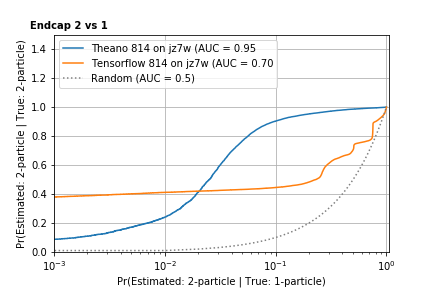 Endcap 2 vs 1
Theano 814 on jz7w (AUC = 0.95
Tensorflow 814 on jz7w (AUC = 0.70
Random (AUC = 0.5)
Pr(Estimated: 2-particle | True: 2-particle)
1.4
1.2
1.0
0.8
0.6
0.4
0.2
0.0
10⁻³
10⁻²
10⁻¹
10⁰
Pr(Estimated: 2-particle | True: 1-particle)